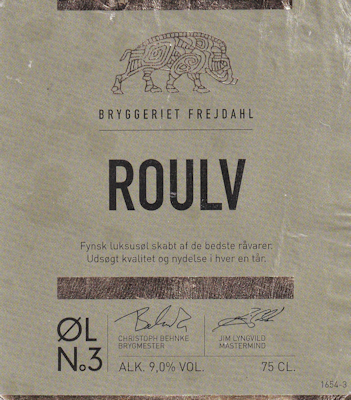 BRYGGERIET FREJDAHL
ROULV
Fynsk luksusøl skabt af de bedste råvarer.
Udsøgt kvalitet og nydelse i hver en tår.
ØL
No.3
CHRISTOPH BEHNKE
BRYGMESTER
JIM LYNGVILD
MASTERMIND
ALK. 9,0% VOL.
75 CL.
1654-3